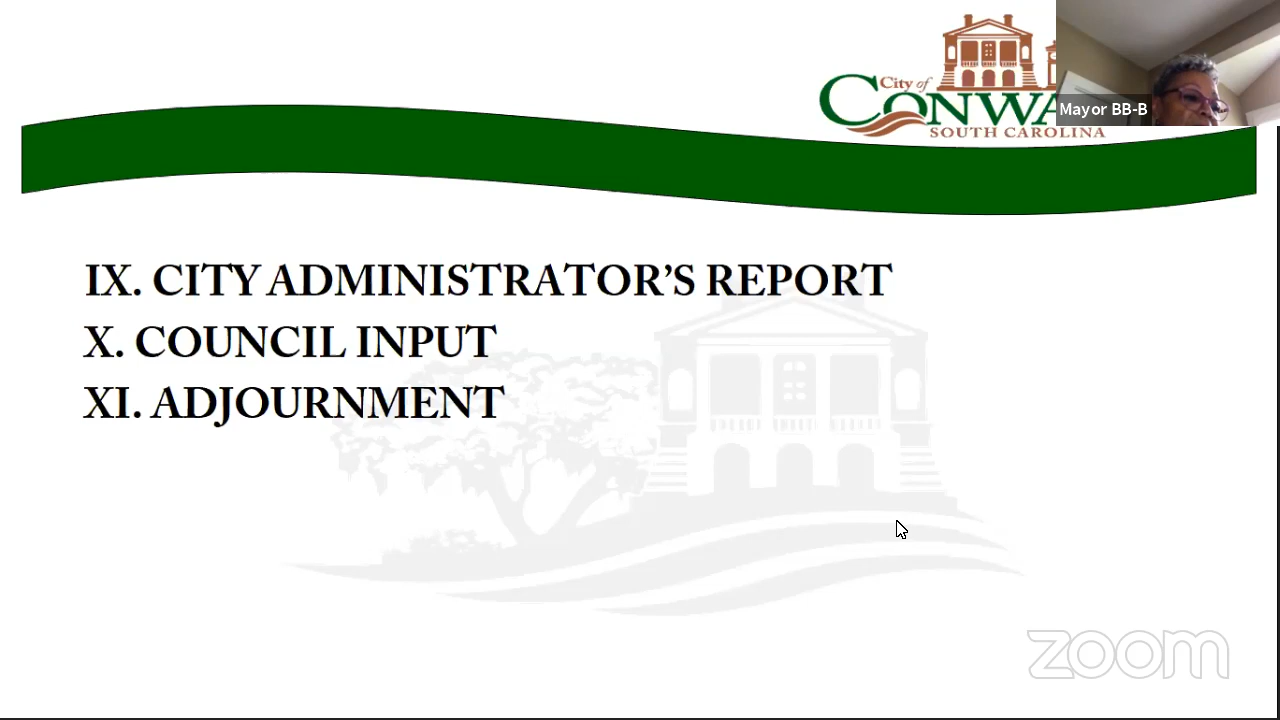 City of
CONWA
SOUTH CAROLINA
Mayor BB-B
IX. CITY ADMINISTRATOR'S REPORT
X. COUNCIL INPUT
XI. ADJOURNMENT
zoom